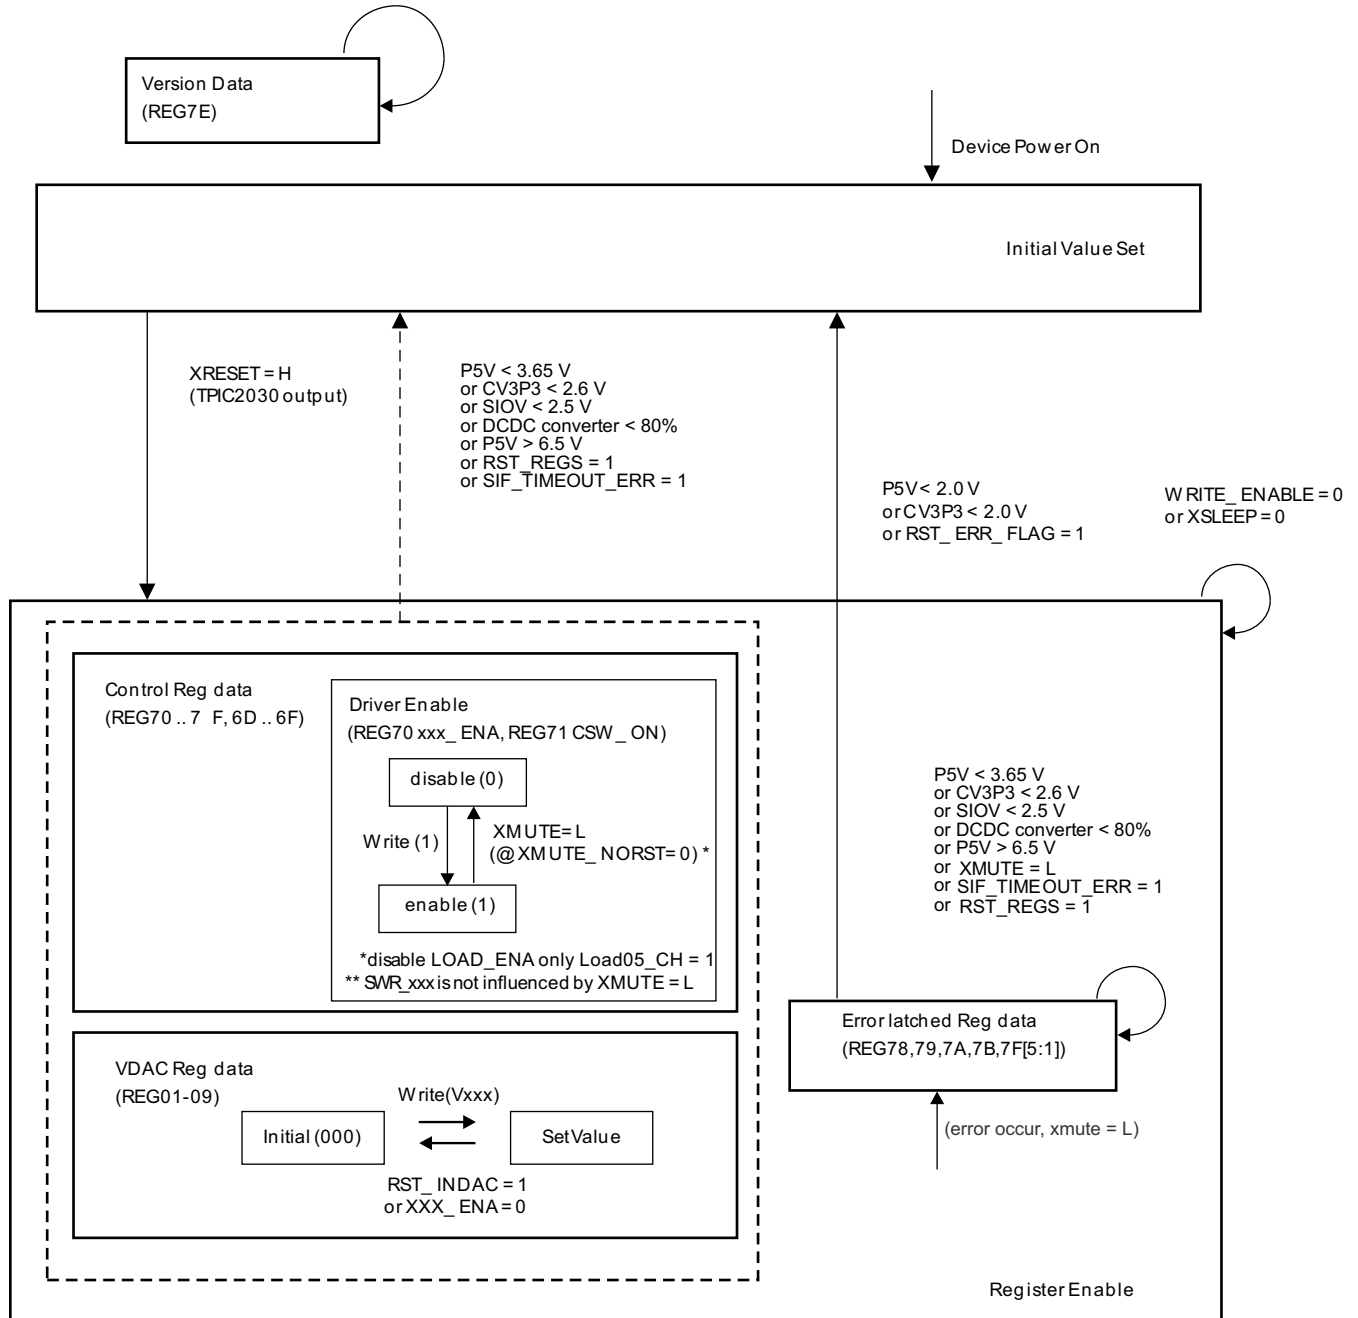 Version Data
(REG7E)
Device Power On
Initial Value Set
XRESET = H
(TPIC2030 output)
P5V < 3.65 V
or CV3P3 < 2.6 V
or SIOV < 2.5 V
or DCDC converter < 80%
or P5V > 6.5 V
or RST_REGS = 1
or SIF_TIMEOUT_ERR = 1
P5V < 2.0 V
or CV3P3 < 2.0 V
or RST_ERR_FLAG = 1
WRITE_ENABLE = 0
or XSLEEP = 0
Control Reg data
(REG70 .. 7 F, 6D .. 6F)
Driver Enable
(REG70 xxx_ENA, REG71 CSW_ON)
disable (0)
Write (1)
XMUTE= L
(@XMUTE_NORST= 0) *
enable (1)
*disable LOAD_ENA only Load05_CH = 1
** SWR_xxx is not influenced by XMUTE = L
P5V < 3.65 V
or CV3P3 < 2.6 V
or SIOV < 2.5 V
or DCDC converter < 80%
or P5V > 6.5 V
or XMUTE = L
or SIF_TIMEOUT_ERR = 1
or RST_REGS = 1
Error latched Reg data
(REG78,79,7A,7B,7F[5:1])
(error occur, xmute = L)
VDAC Reg data
(REG01-09)
Write(Vxxx)
Initial (000)
SetValue
RST_INDAC = 1
or XXX_ENA = 0
Register Enable